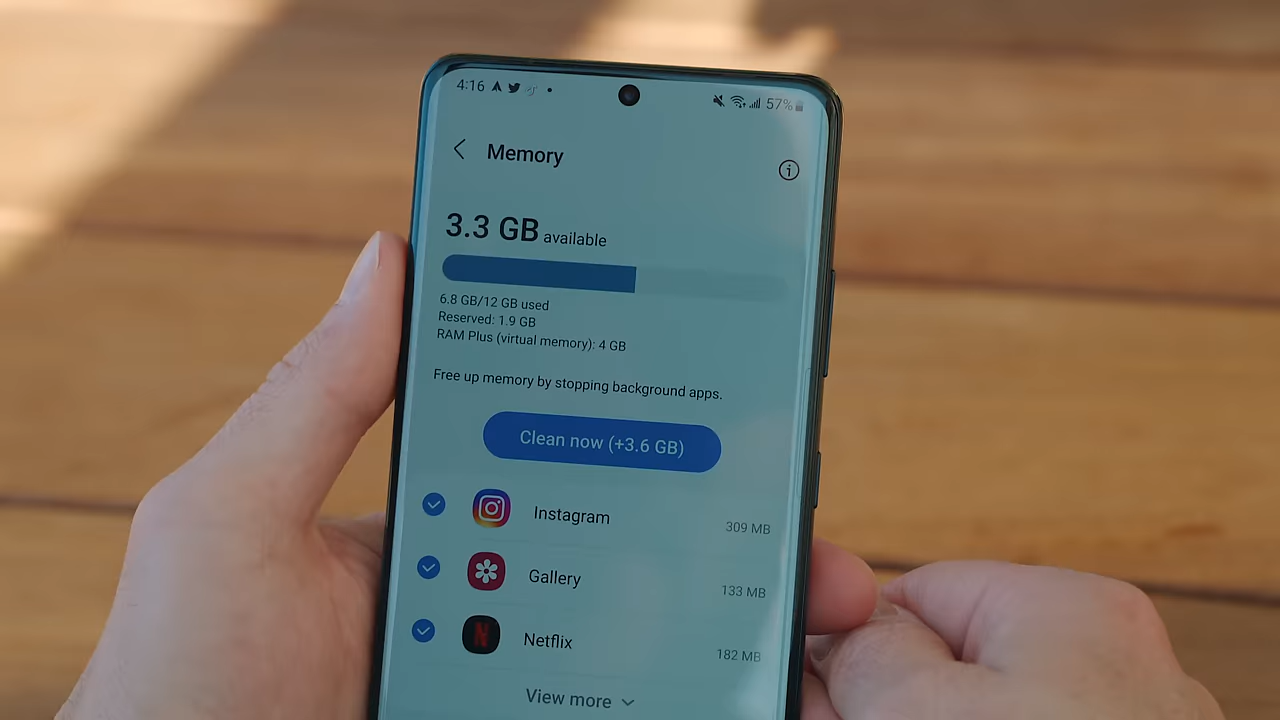 4:16 57%
Memory
3.3 GB available
6.8 GB/12 GB used
Reserved: 1.9 GB
RAM Plus (virtual memory): 4 GB
Free up memory by stopping background apps.
Clean now (+3.6 GB)
Instagram 309 MB
Gallery 133 MB
N
Netflix 182 MB
View more